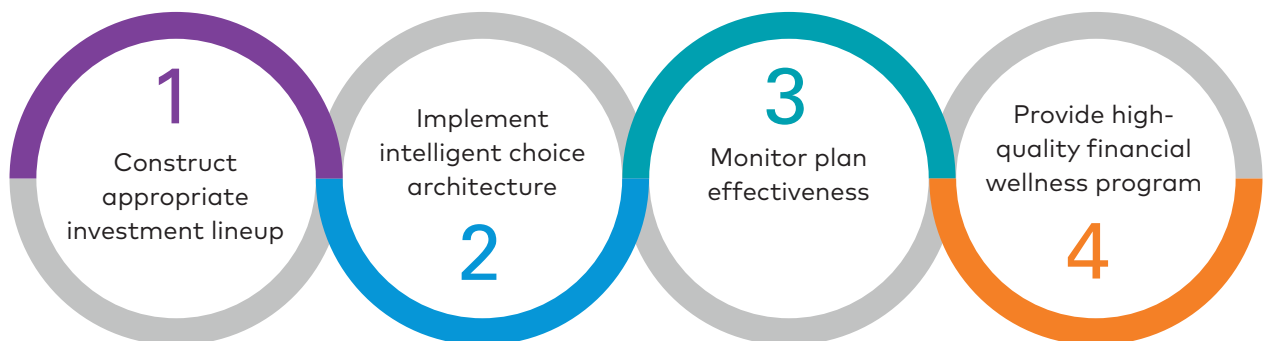 1
Construct
appropriate
investment lineup
Implement
intelligent choice
architecture
2
3
Monitor plan
effectiveness
Provide high-
quality financial
wellness program
4